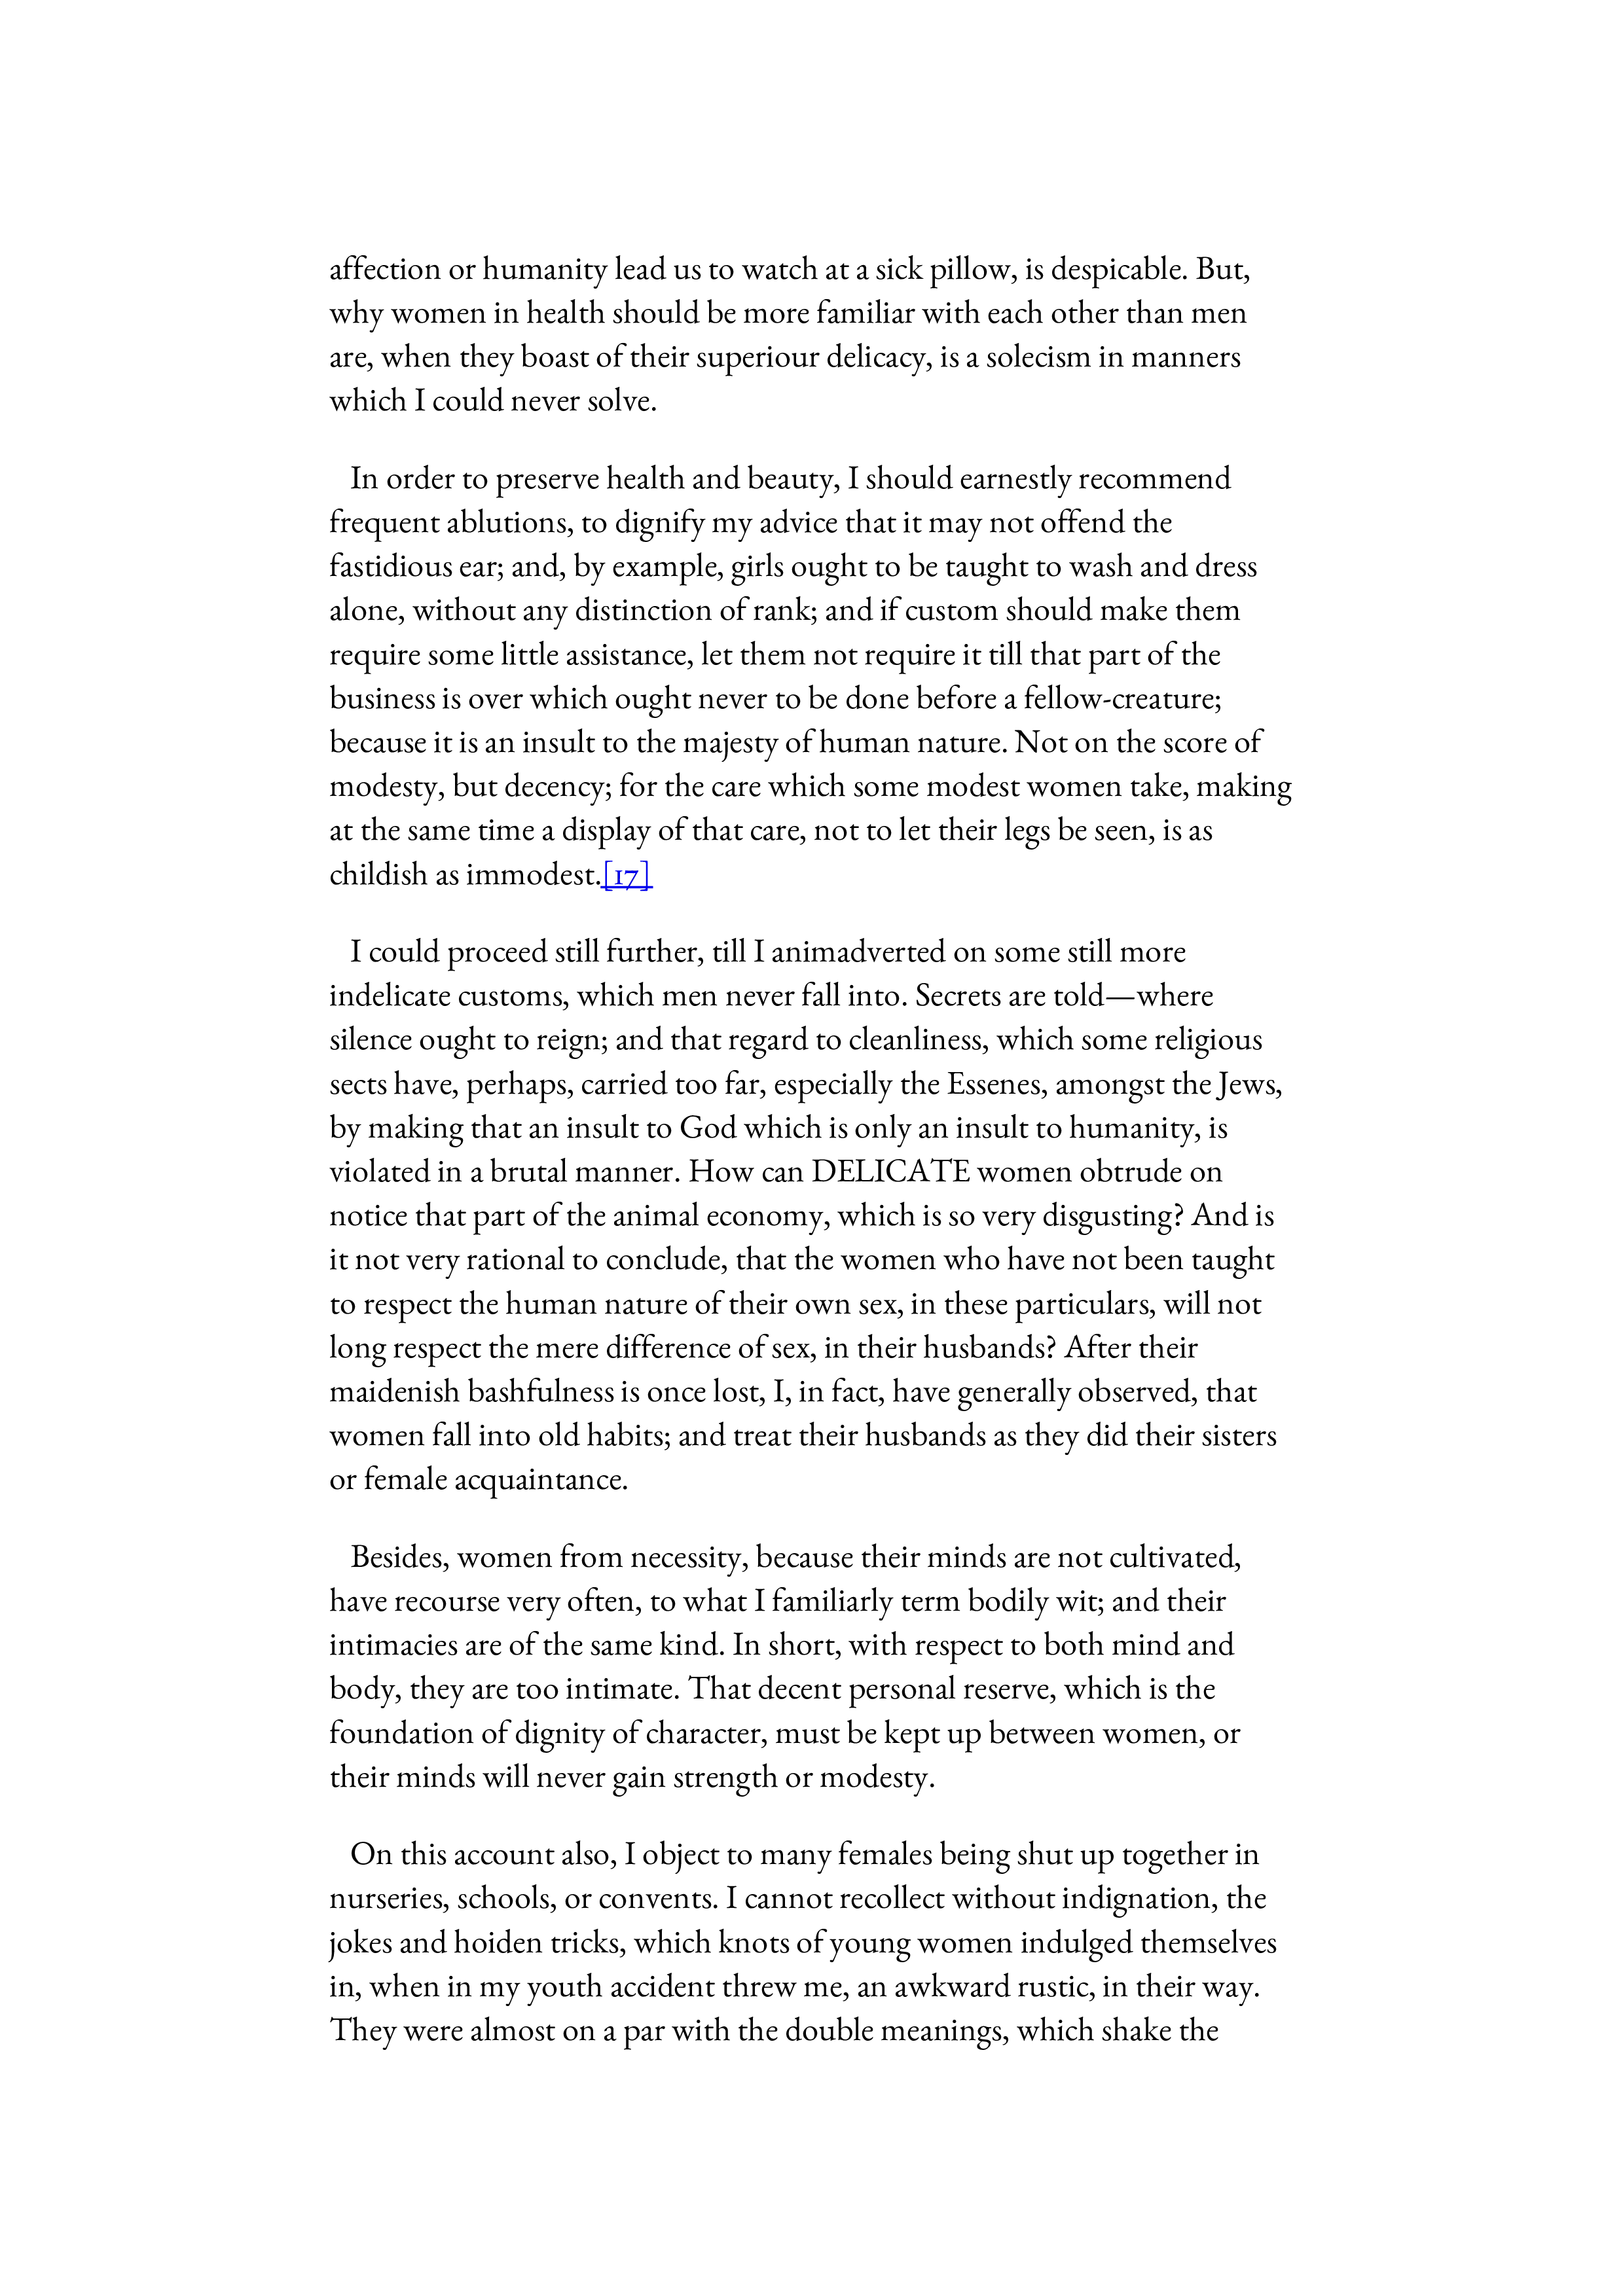 affection or humanity lead us to watch at a sick pillow, is despicable. But,
why women in health should be more familiar with each other than men
are, when they boast of their superiour delicacy, is a solecism in manners
which I could never solve.
In order to preserve health and beauty, I should earnestly recommend
frequent ablutions, to dignify my advice that it may not offend the
fastidious ear; and, by example, girls ought to be taught to wash and dress
alone, without any distinction of rank; and if custom should make them
require some little assistance, let them not require it till that part of the
business is over which ought never to be done before a fellow-creature;
because it is an insult to the majesty of human nature. Not on the score of
modesty, but decency; for the care which some modest women take, making
at the same time a display of that care, not to let their legs be seen, is as
childish as immodest.[17]
I could proceed still further, till I animadverted on some still more
indelicate customs, which men never fall into. Secrets are told—where
silence ought to reign; and that regard to cleanliness, which some religious
sects have, perhaps, carried too far, especially the Essenes, amongst the Jews,
by making that an insult to God which is only an insult to humanity, is
violated in a brutal manner. How can DELICATE women obtrude on
notice that part of the animal economy, which is so very disgusting? And is
it not very rational to conclude, that the women who have not been taught
to respect the human nature of their own sex, in these particulars, will not
long respect the mere difference of sex, in their husbands? After their
maidenish bashfulness is once lost, I, in fact, have generally observed, that
women fall into old habits; and treat their husbands as they did their sisters
or female acquaintance.
Besides, women from necessity, because their minds are not cultivated,
have recourse very often, to what I familiarly term bodily wit; and their
intimacies are of the same kind. In short, with respect to both mind and
body, they are too intimate. That decent personal reserve, which is the
foundation of dignity of character, must be kept up between women, or
their minds will never gain strength or modesty.
On this account also, I object to many females being shut up together in
nurseries, schools, or convents. I cannot recollect without indignation, the
jokes and hoiden tricks, which knots of young women indulged themselves
in, when in my youth accident threw me, an awkward rustic, in their way.
They were almost on a par with the double meanings, which shake the